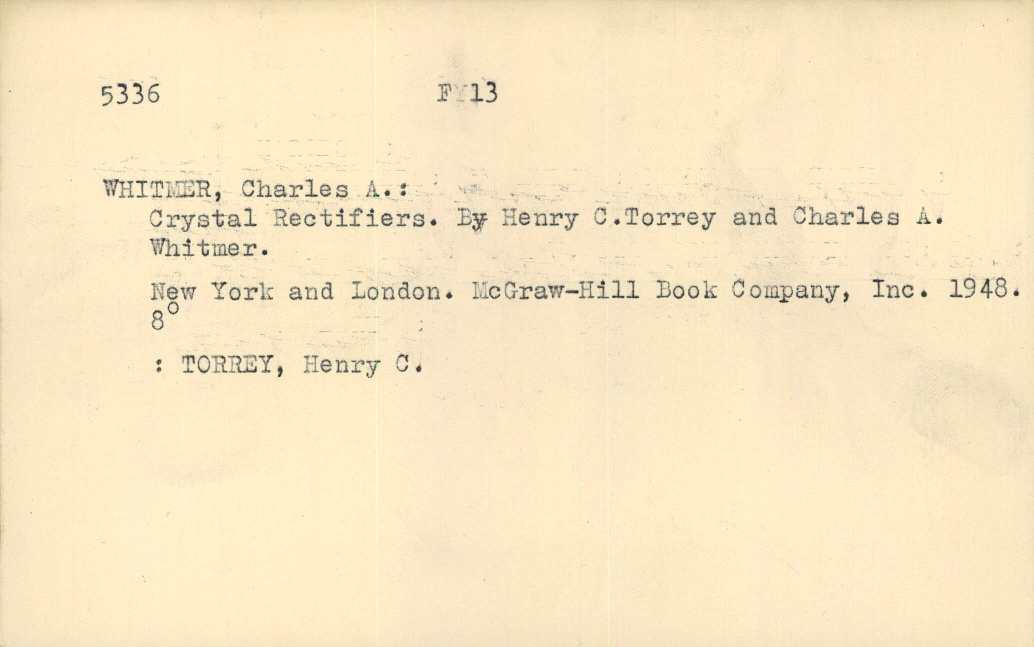 5336 FY13
WHITMER, Charles A.:
Crystal Rectifiers. By Henry C.Torrey and Charles A.
Whitmer.
New York and London. McGraw-Hill Book Company, Inc. 1948.
8°
: TORREY, Henry C.